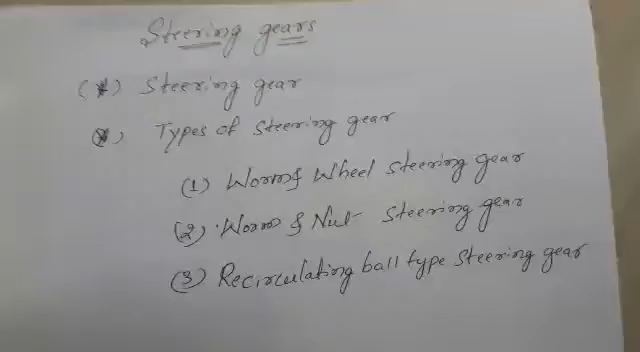 Steering gears
(*) Steering gear
(*) Types of Steering gear
(1) Worm & Wheel Steering gear
(2) Worm & Nut Steering gear
(3) Recirculating ball type Steering gear